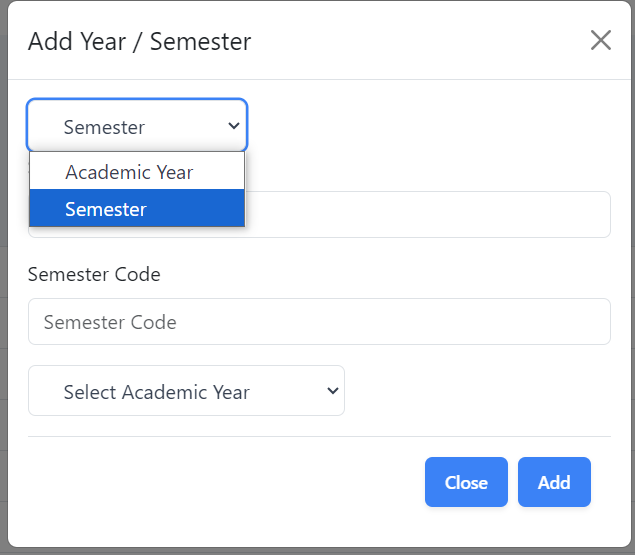 Add Year / Semester
Semester
Academic Year
Semester
Semester Code
Semester Code
Select Academic Year
Close
Add